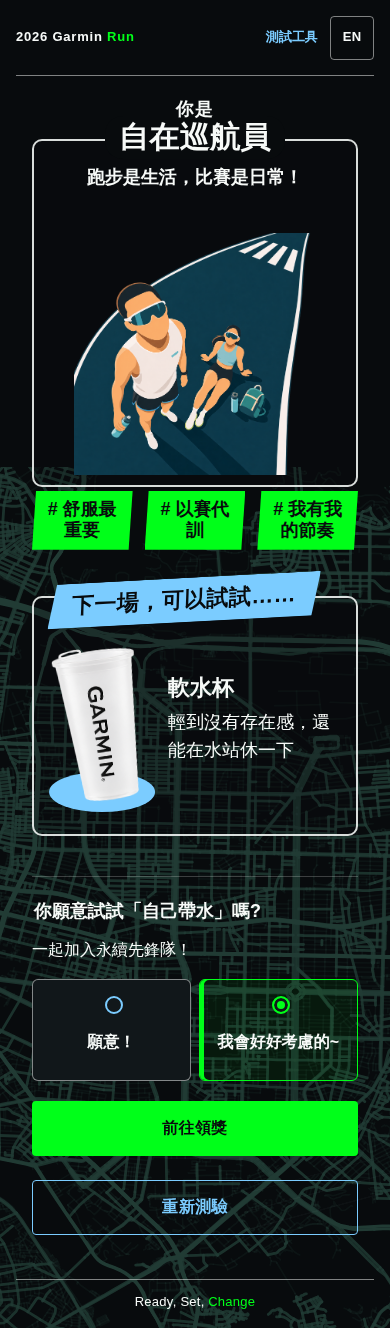 2026 Garmin Run
測試工具
EN
你是
自在巡航員
跑步是生活，比賽是日常！
# 舒服最
重要
# 以賽代
訓
# 我有我
的節奏
下一場，可以試試……
GARMIN
軟水杯
輕到沒有存在感，還
能在水站休一下
你願意試試「自己帶水」嗎?
一起加入永續先鋒隊！
願意！
我會好好考慮的~
前往領獎
重新測驗
Ready, Set, Change